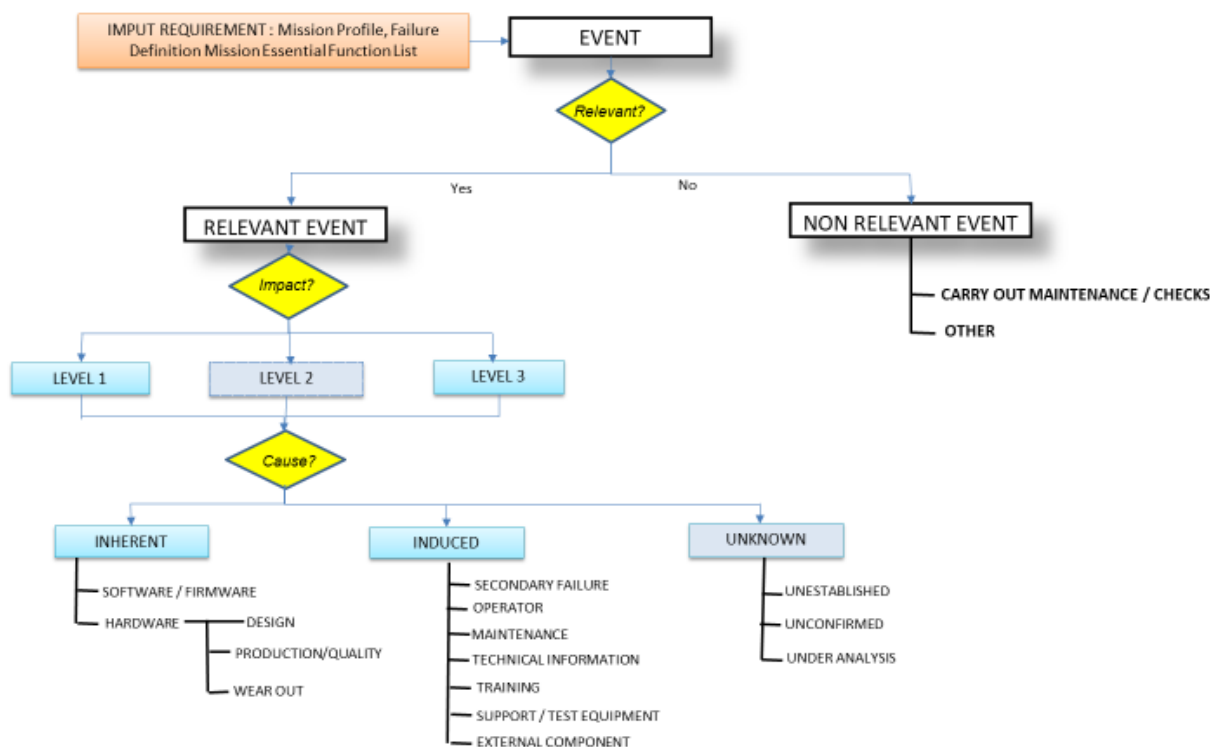 IMPUT REQUIREMENT : Mission Profile, Failure
Definition Mission Essential Function List
EVENT
Relevant?
Yes
No
RELEVANT EVENT
NON RELEVANT EVENT
Impact?
CARRY OUT MAINTENANCE / CHECKS
OTHER
LEVEL 1
LEVEL 2
LEVEL 3
Cause?
INHERENT
INDUCED
UNKNOWN
SOFTWARE / FIRMWARE
HARDWARE
DESIGN
PRODUCTION/QUALITY
WEAR OUT
SECONDARY FAILURE
OPERATOR
MAINTENANCE
TECHNICAL INFORMATION
TRAINING
SUPPORT / TEST EQUIPMENT
EXTERNAL COMPONENT
UNESTABLISHED
UNCONFIRMED
UNDER ANALYSIS